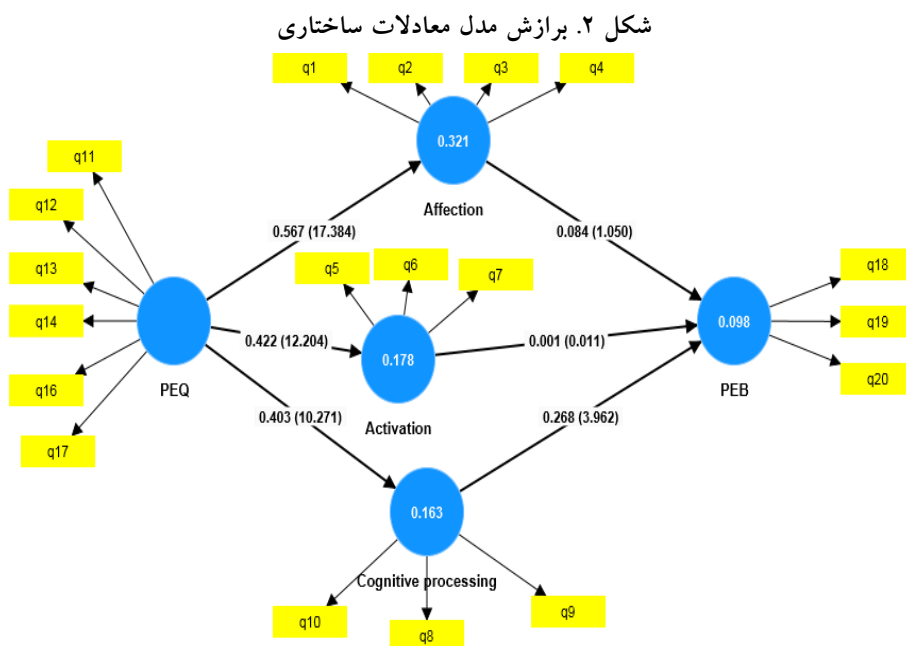 شکل ۲. برازش مدل معادلات ساختاری
q1
q2
q3
q4
0.321
Affection
q11
q12
q13
q14
q16
q17
PEQ
0.567 (17.384)
0.422 (12.204)
0.403 (10.271)
q5
q6
q7
0.178
Activation
0.084 (1.050)
0.001 (0.011)
0.268 (3.962)
0.163
Cognitive processing
q10
q8
q9
0.098
PEB
q18
q19
q20